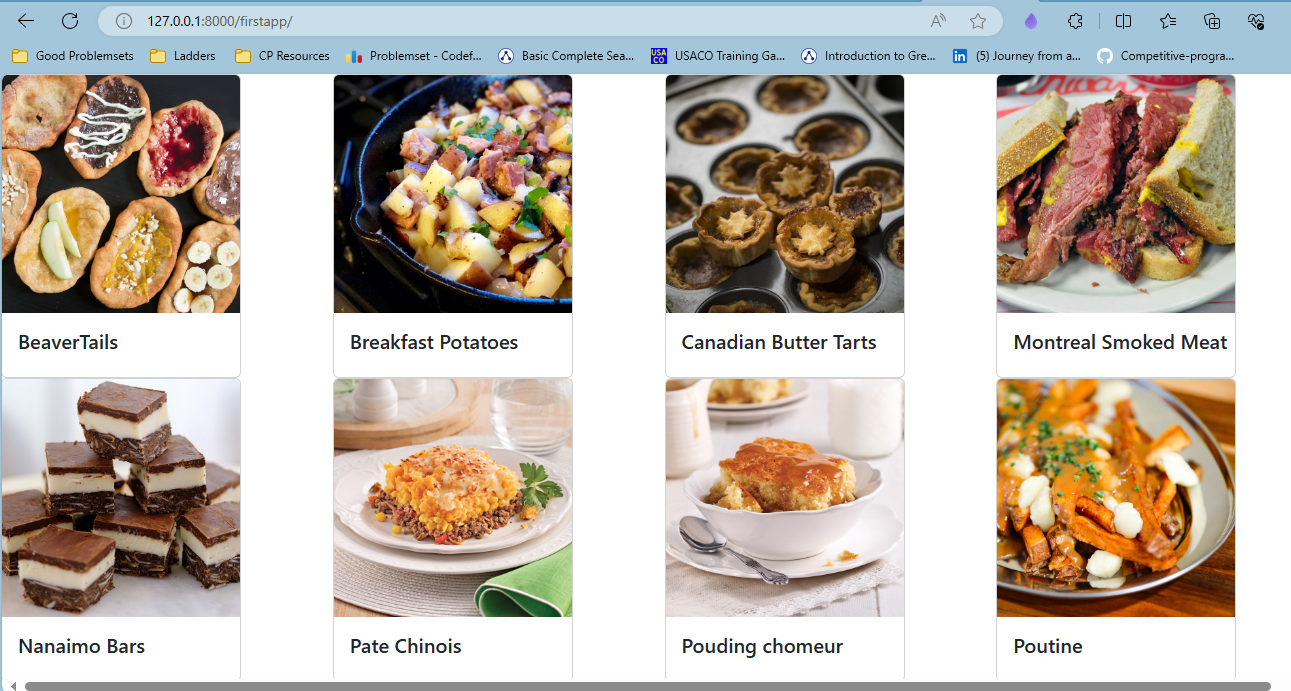 127.0.0.1:8000/firstapp/
Good Problemsets
Ladders
CP Resources
Problemset - Codef...
Basic Complete Sea...
USACO Training Ga...
Introduction to Gre...
(5) Journey from a...
Competitive-progra...
BeaverTails
Breakfast Potatoes
Canadian Butter Tarts
Montreal Smoked Meat
Nanaimo Bars
Pate Chinois
Pouding chomeur
Poutine